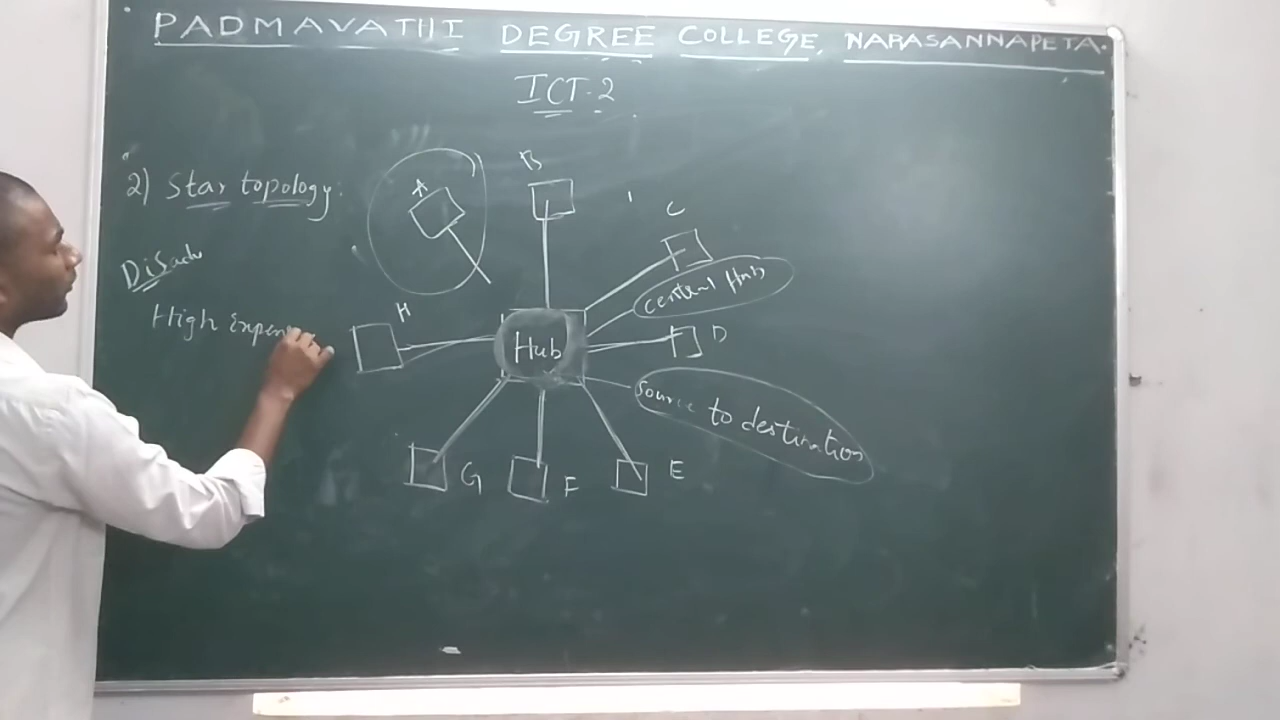 PADMAVATHI DEGREE COLLEGE, NARASANNAPETA.
ICT-2
2) Star topology:
Disadv
High Expen
A
B
C
central Hub
H
Hub
D
Source to destination
G
F
E